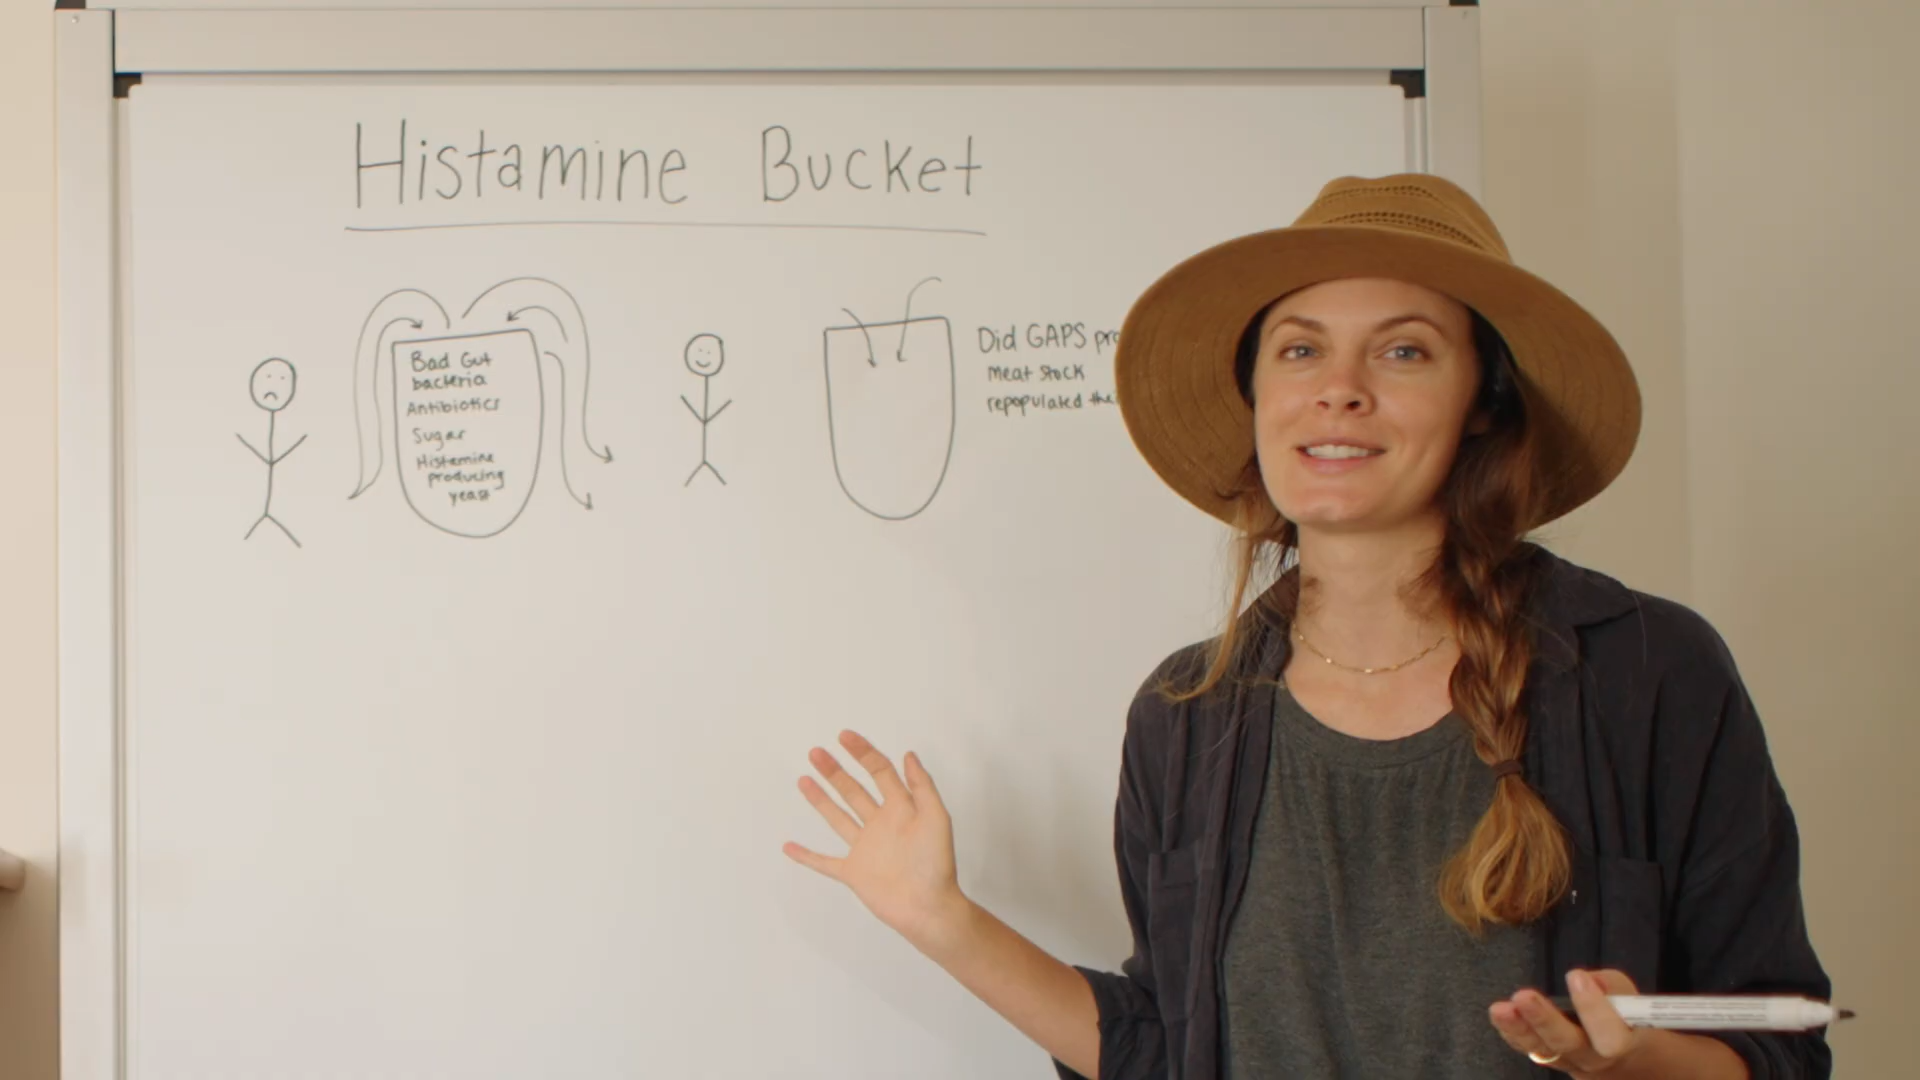 Histamine Bucket
Bad Gut
bacteria
Antibiotics
Sugar
Histamine
producing
yeast
Did GAPS
meat stock
repopulated